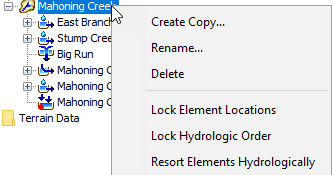 Mahoning Creek
East Branch
Stump Cree
Big Run
Mahoning C
Mahoning C
Mahoning C
Terrain Data
Create Copy...
Rename...
Delete
Lock Element Locations
Lock Hydrologic Order
Resort Elements Hydrologically